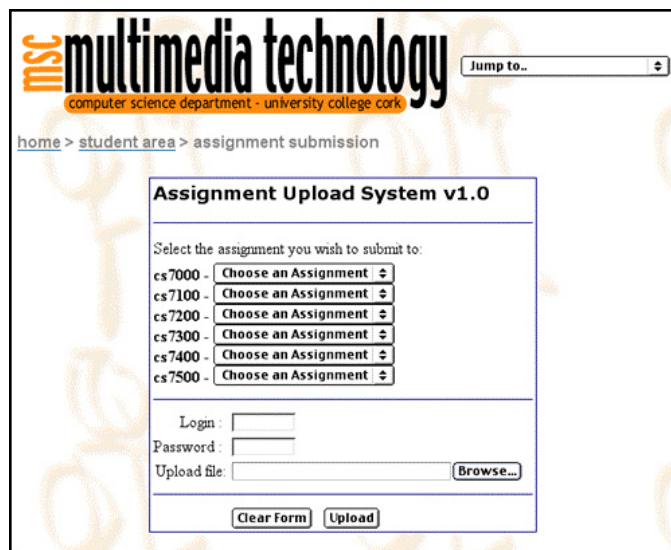 msc multimedia technology
Jump to..
computer science department - university college cork
home > student area > assignment submission
Assignment Upload System v1.0
Select the assignment you wish to submit to:
cs7000 - Choose an Assignment
cs7100 - Choose an Assignment
cs7200 - Choose an Assignment
cs7300 - Choose an Assignment
cs7400 - Choose an Assignment
cs7500 - Choose an Assignment
Login :
Password :
Upload file: Browse...
Clear Form Upload